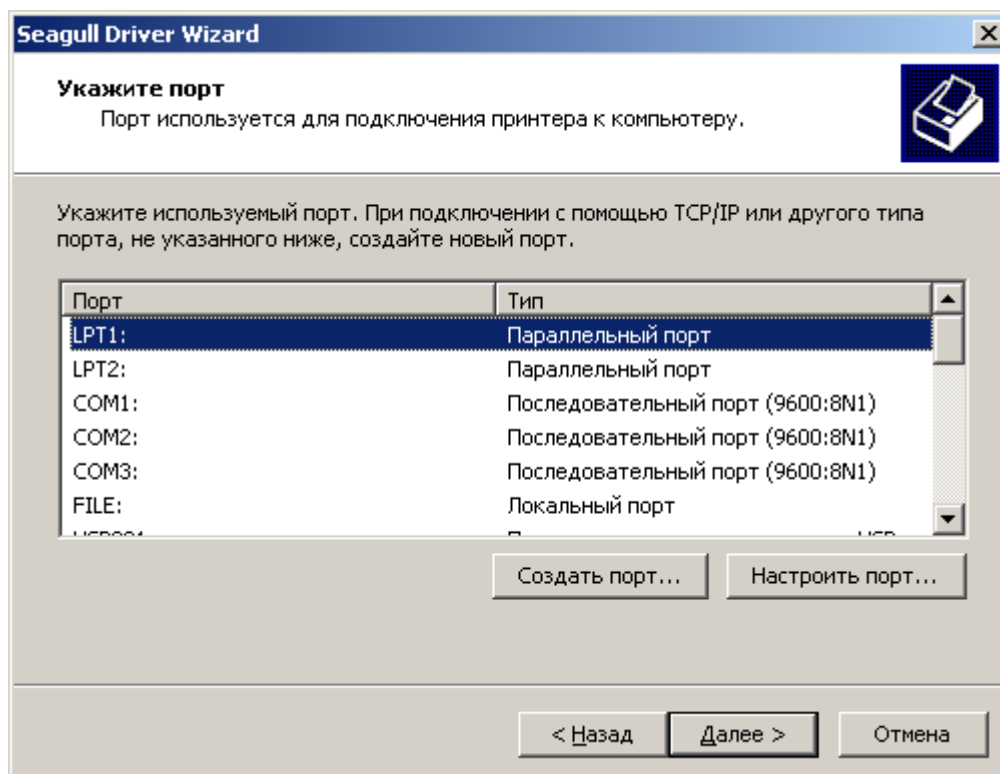 Seagull Driver Wizard
Укажите порт
Порт используется для подключения принтера к компьютеру.
Укажите используемый порт. При подключении с помощью TCP/IP или другого типа
порта, не указанного ниже, создайте новый порт.
Порт Тип
LPT1: Параллельный порт
LPT2: Параллельный порт
COM1: Последовательный порт (9600:8N1)
COM2: Последовательный порт (9600:8N1)
COM3: Последовательный порт (9600:8N1)
FILE: Локальный порт
Создать порт... Настроить порт...
< Назад Далее > Отмена